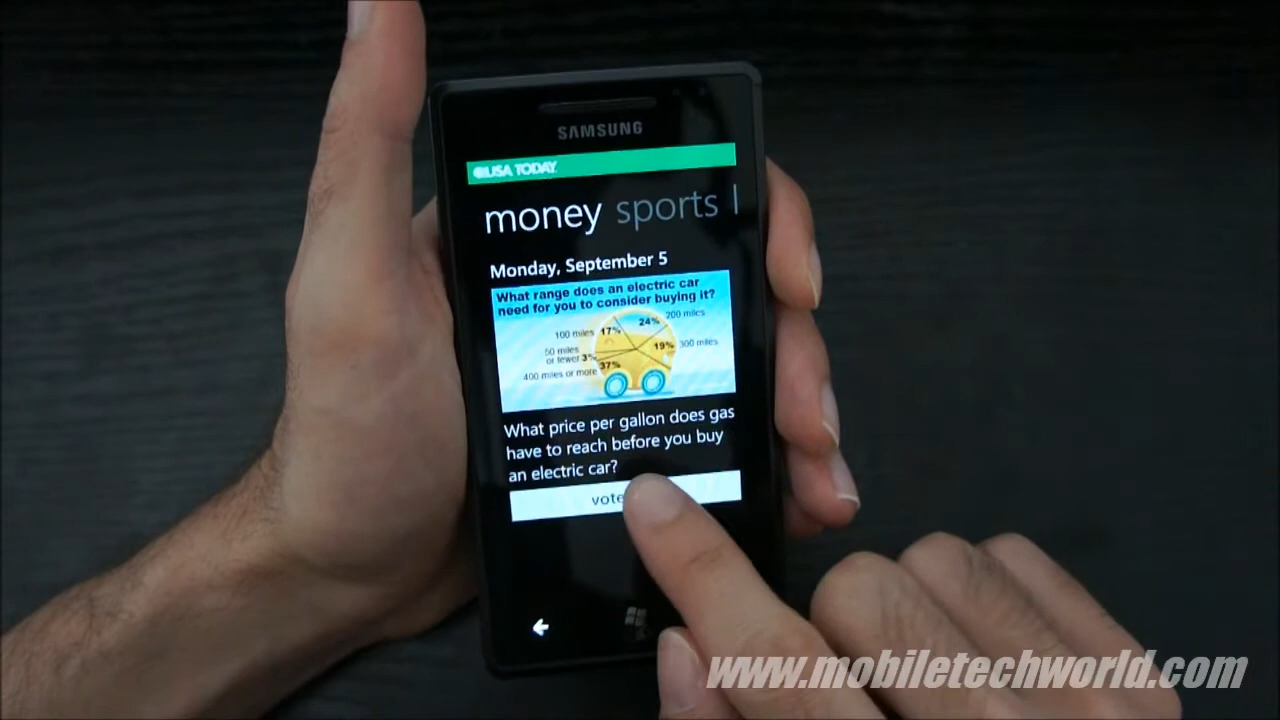 SAMSUNG
USA TODAY
money sports
Monday, September 5
What range does an electric car
need for you to consider buying it?
24% 200 miles
100 miles 17%
19% 300 miles
50 miles
or fewer 3%
37%
400 miles or more
What price per gallon does gas
have to reach before you buy
an electric car?
vote
www.mobiletechworld.com